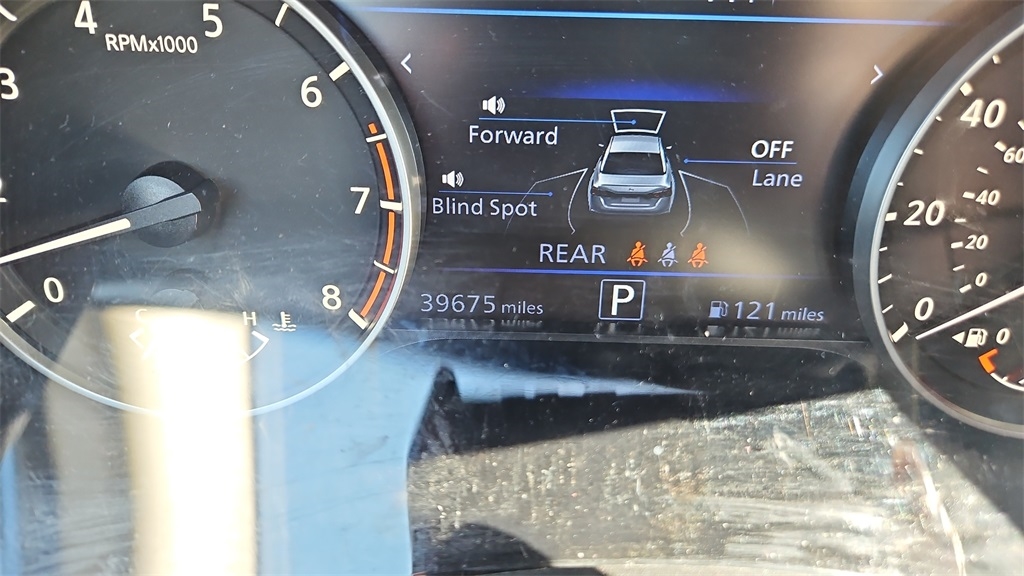 4 5
RPMx1000
3
6
7
8
0
H
Forward
Blind Spot
OFF
Lane
REAR
39675 miles
P
121 miles
40
60
40
20
20
0
0
0